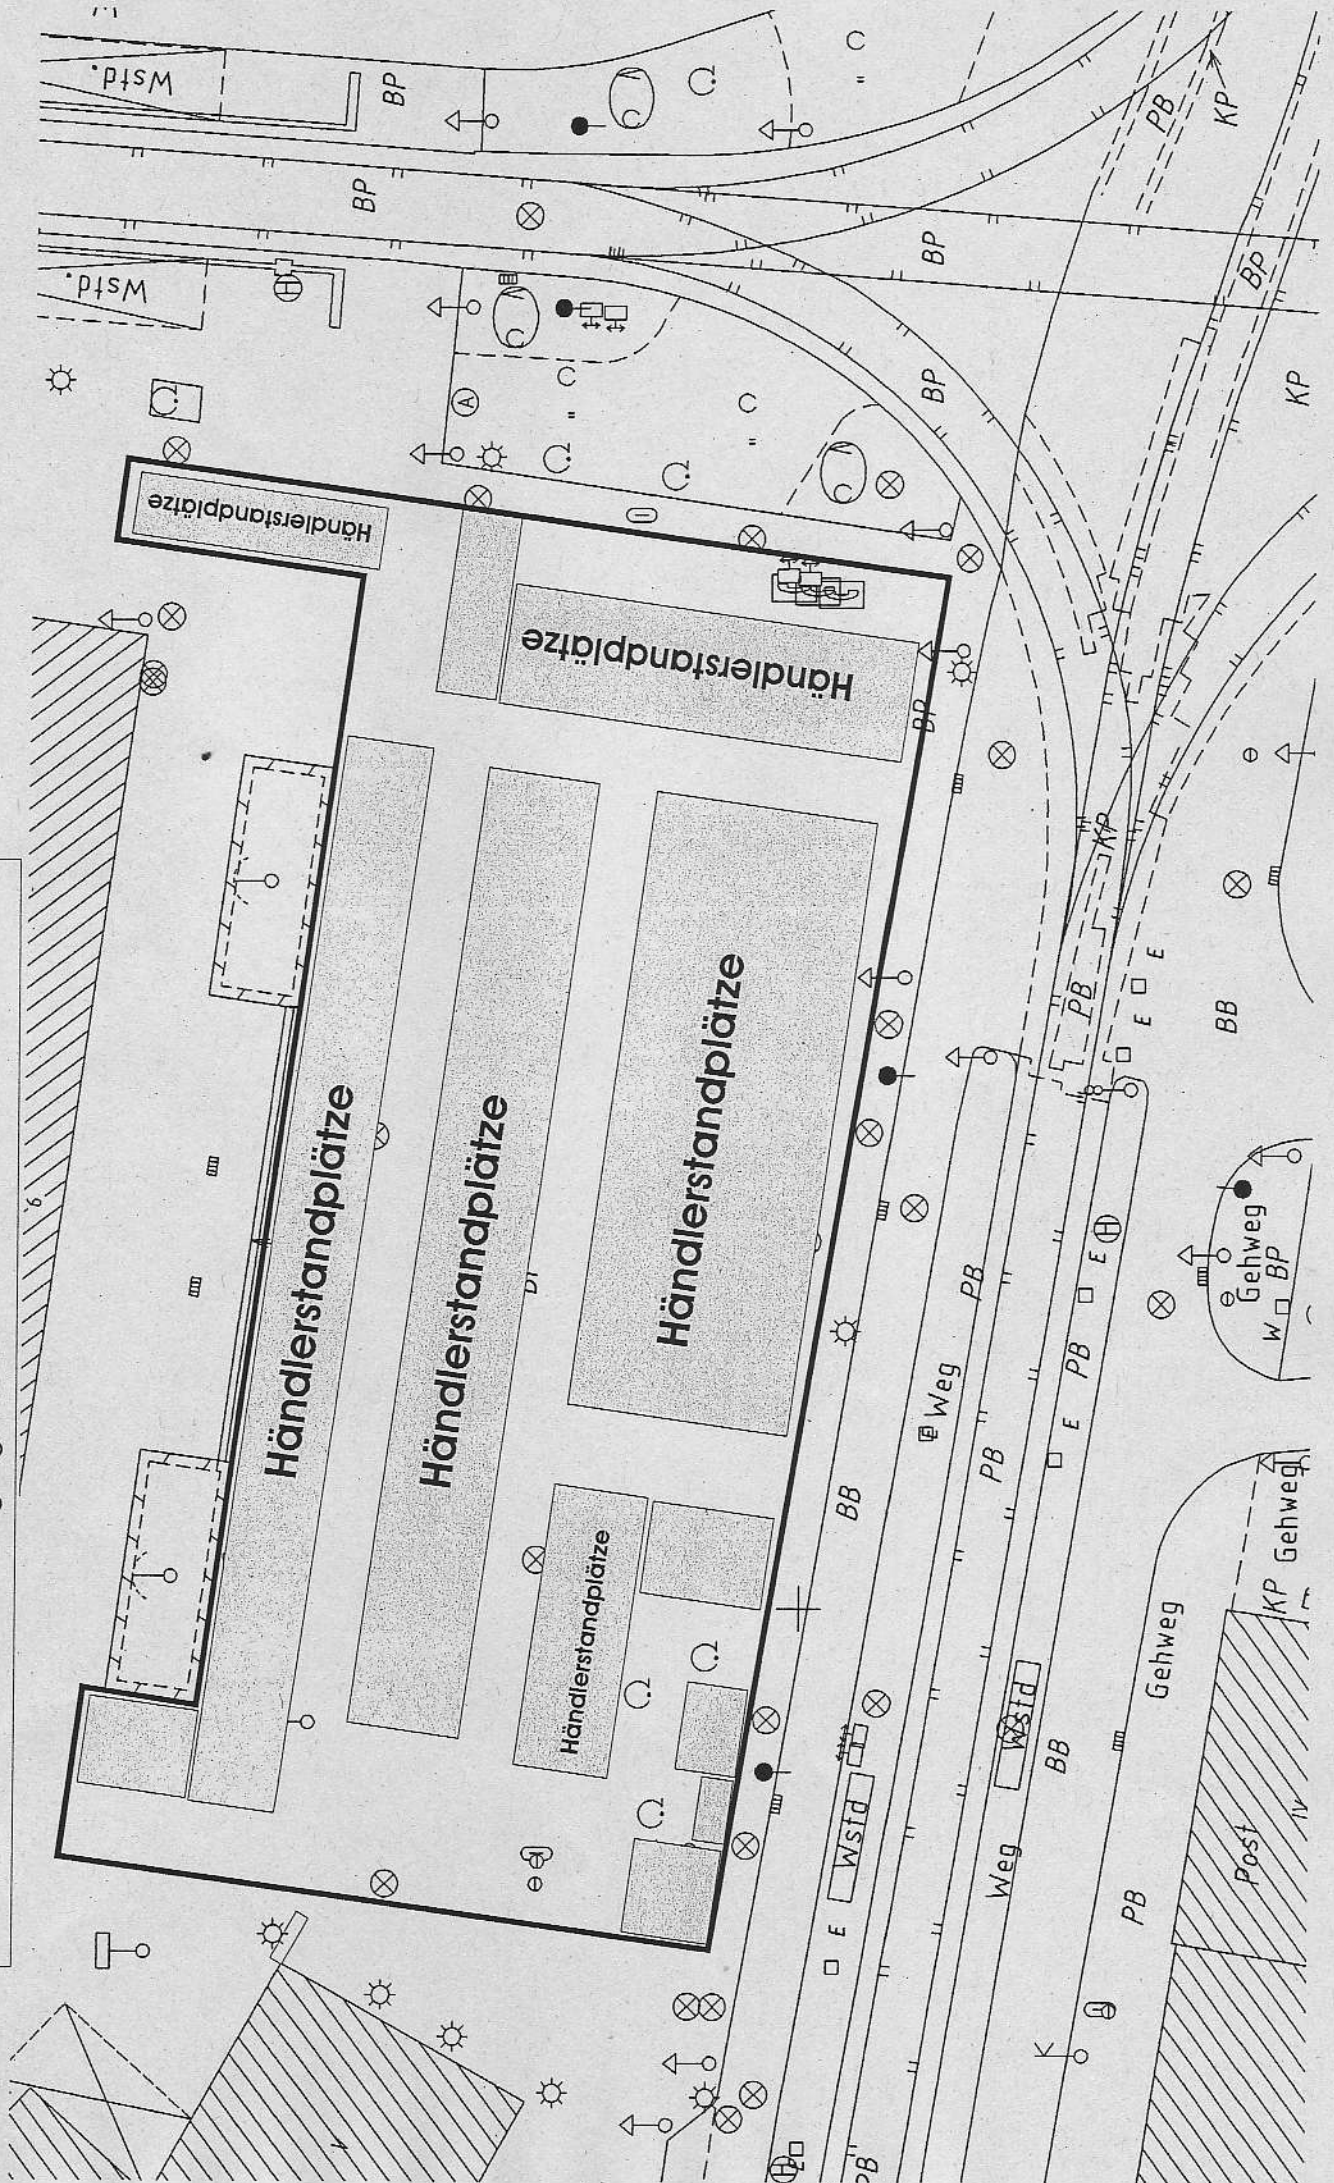 Wstd.
BP
C
"
PB
KP
BP
Wstd.
H
C
C
BP
BP
KP
A
C
"
C
"
BP
C
Händlerstandplätze
Händlerstandplätze
BP
KP
PB
E
E
BB
Händlerstandplätze
Händlerstandplätze
Händlerstandplätze
g.
PB
E
H
Gehweg
BP
W
Weg
PB
PB
E
BB
Gehweg
KP
Gehweg
Händlerstandplätze
Wstd
BB
Wstd
Weg
Post
IV
PB
E
K
V
H
PB